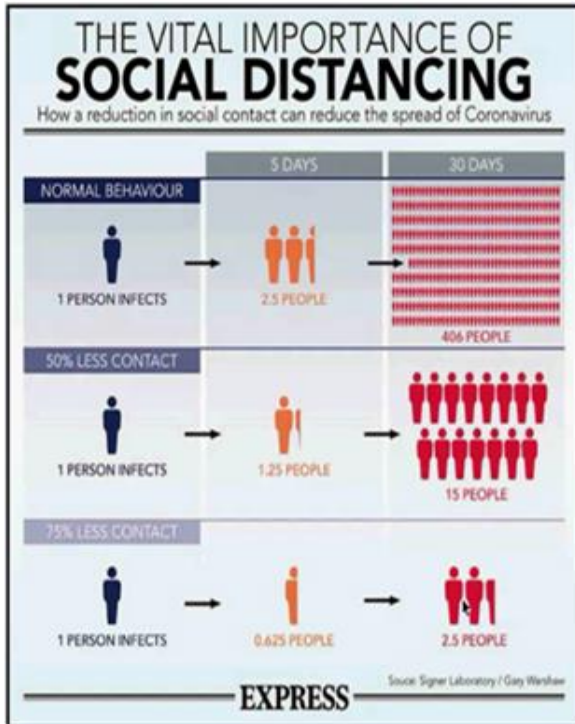 THE VITAL IMPORTANCE OF
SOCIAL DISTANCING
How a reduction in social contact can reduce the spread of Coronavirus
5 DAYS
30 DAYS
NORMAL BEHAVIOUR
1 PERSON INFECTS
2.5 PEOPLE
406 PEOPLE
50% LESS CONTACT
1 PERSON INFECTS
1.25 PEOPLE
15 PEOPLE
75% LESS CONTACT
1 PERSON INFECTS
0.625 PEOPLE
2.5 PEOPLE
Souce: Signer Laboratory / Gary Warshaw
EXPRESS